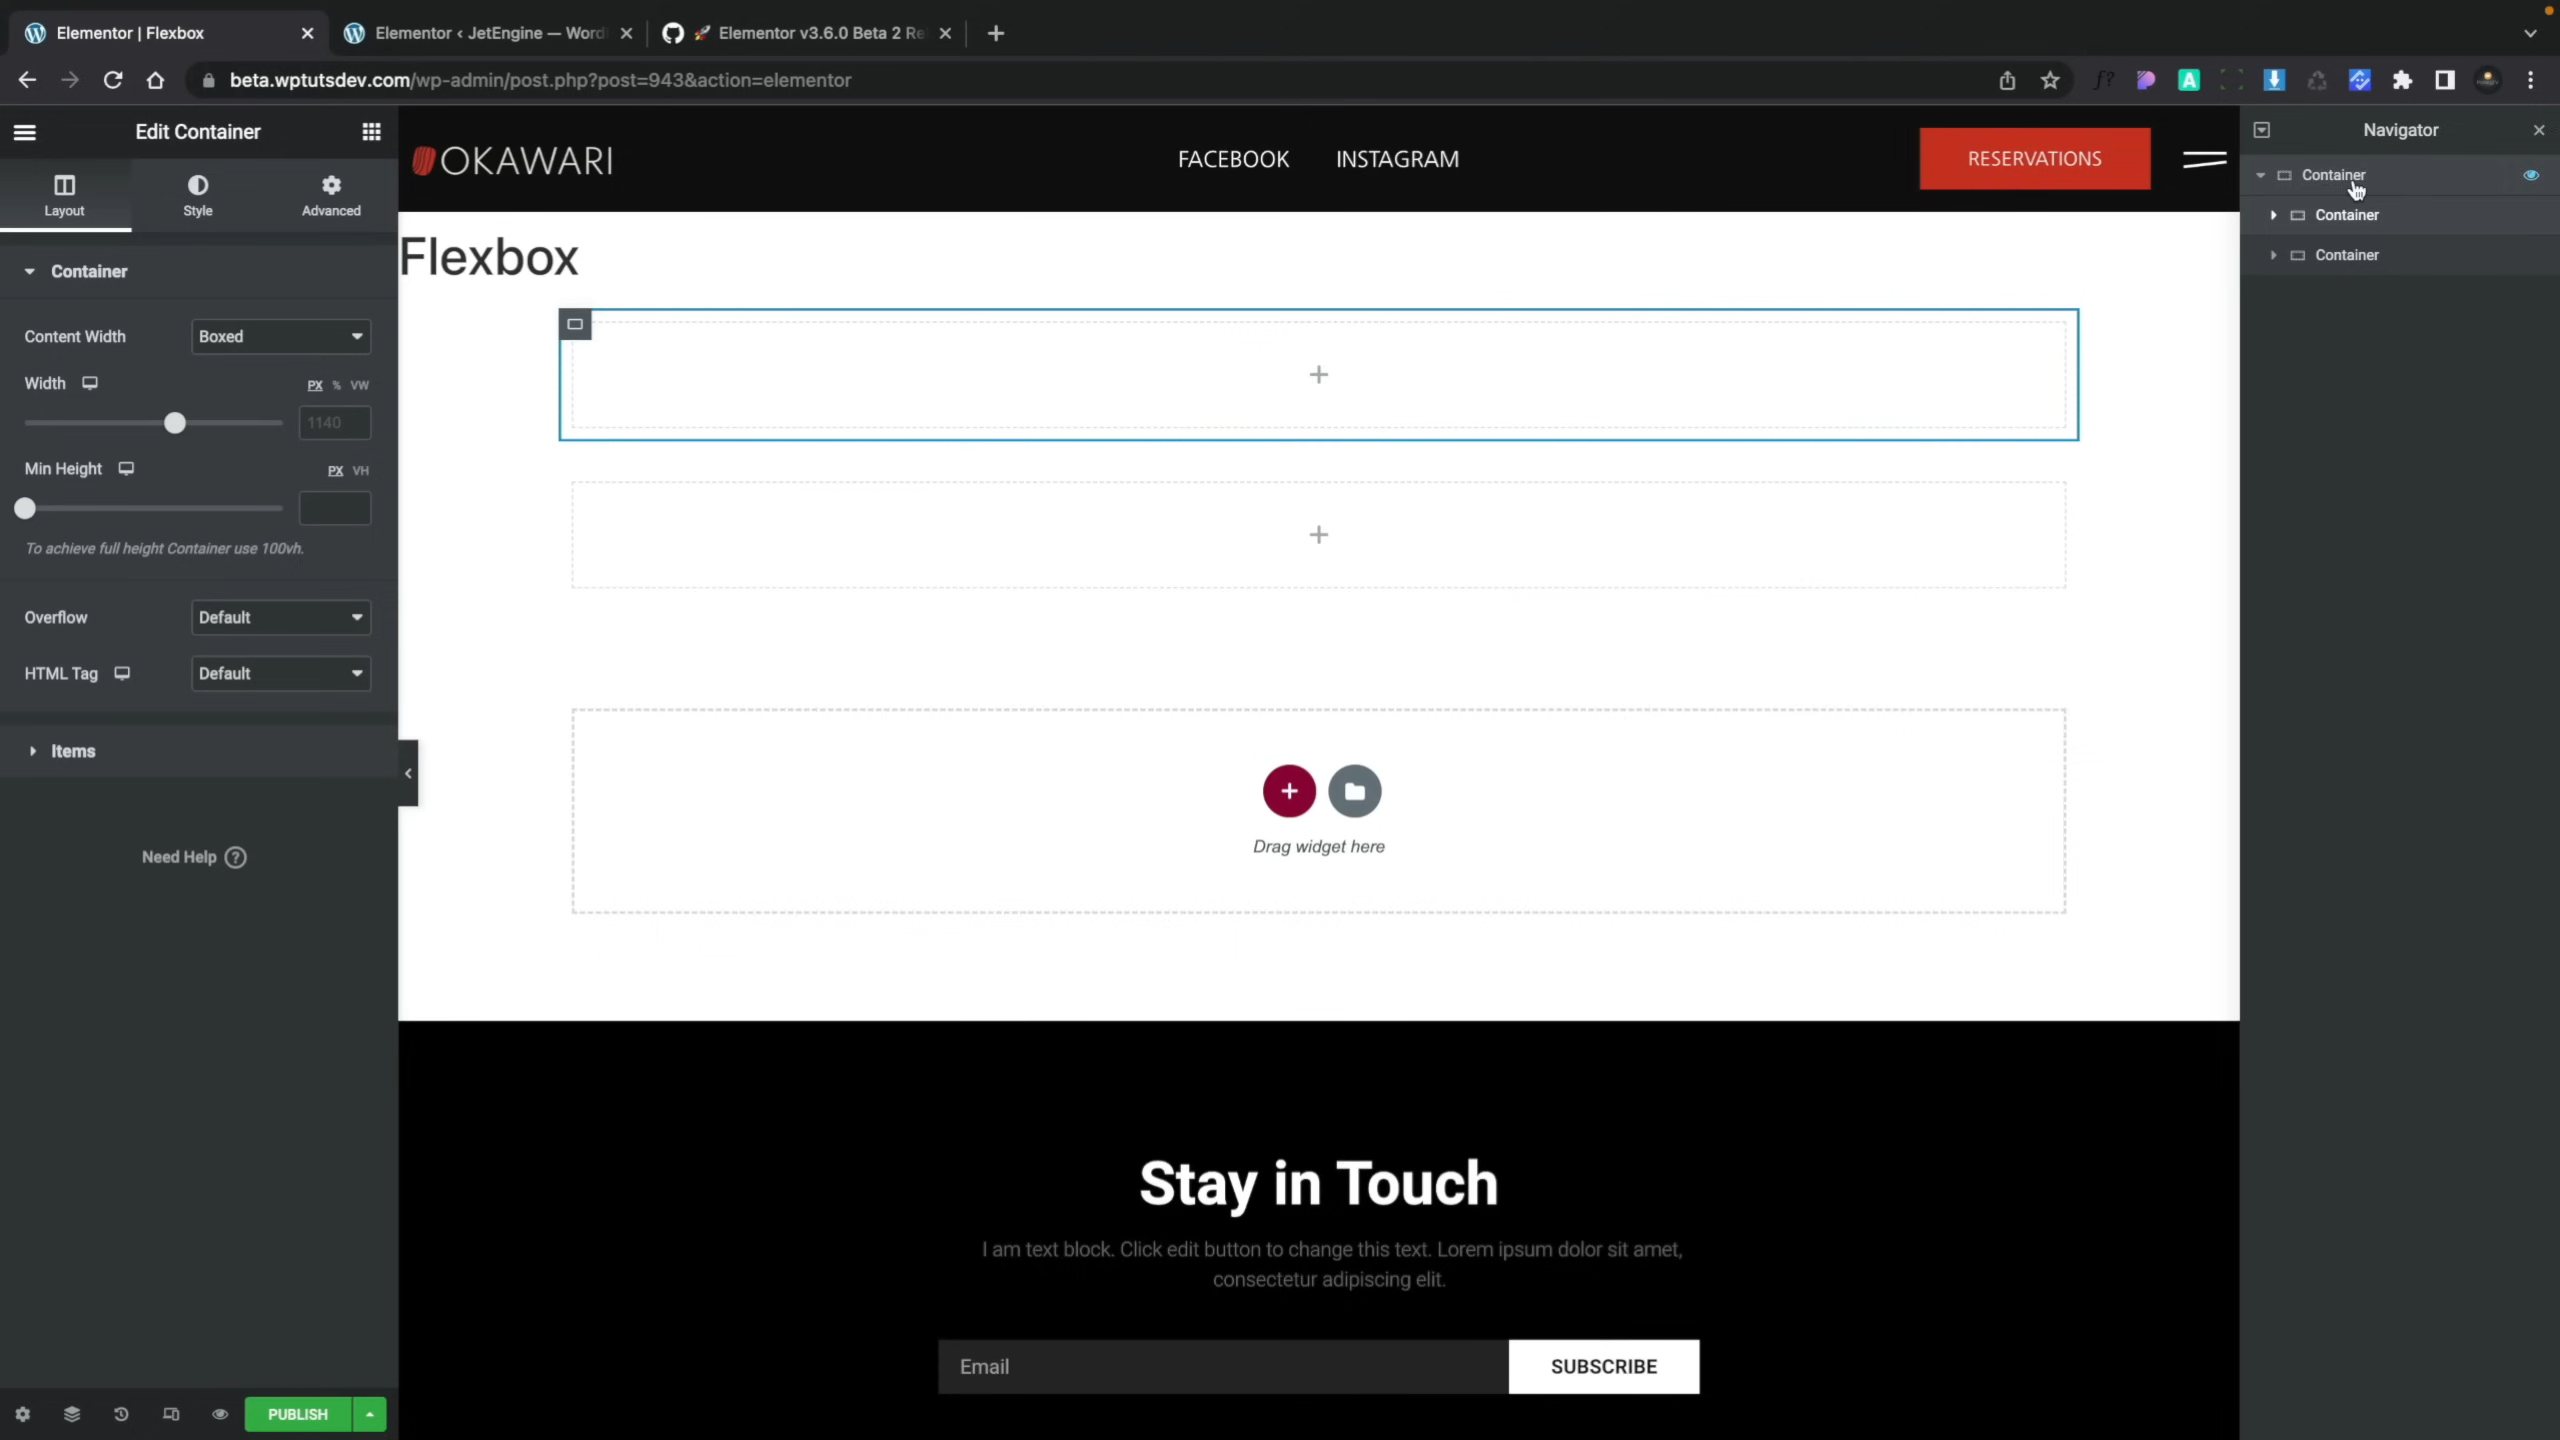 Elementor | Flexbox
Elementor ‹ JetEngine — Word
🚀 Elementor v3.6.0 Beta 2 Re
beta.wptutsdev.com/wp-admin/post.php?post=943&action=elementor
Edit Container
Layout
Style
Advanced
Container
Content Width
Boxed
Width
PX % VW
1140
Min Height
PX VH
To achieve full height Container use 100vh.
Overflow
Default
HTML Tag
Default
Items
Need Help ?
PUBLISH
OKAWARI
FACEBOOK
INSTAGRAM
RESERVATIONS
Flexbox
Drag widget here
Stay in Touch
I am text block. Click edit button to change this text. Lorem ipsum dolor sit amet,
consectetur adipiscing elit.
Email
SUBSCRIBE
Navigator
Container
Container
Container